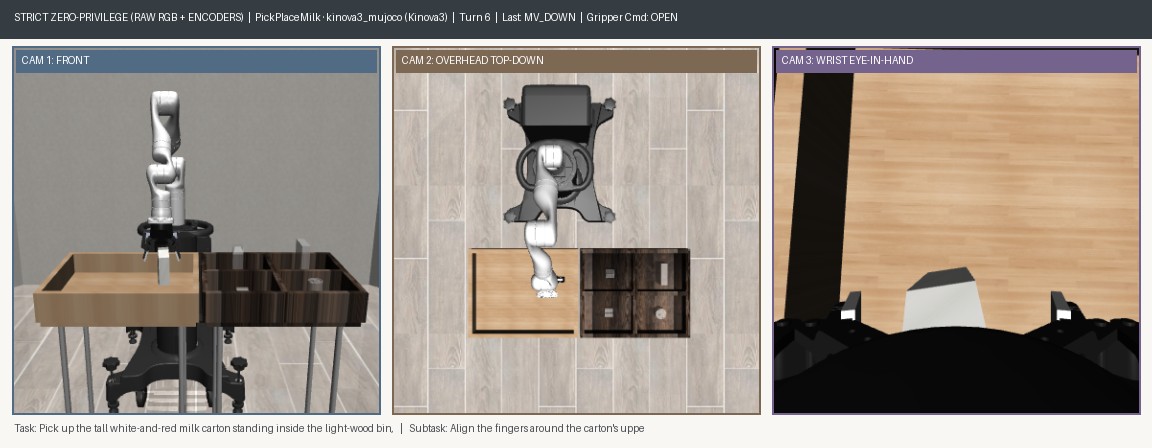 STRICT ZERO-PRIVILEGE (RAW RGB + ENCODERS) | PickPlaceMilk · kinova3_mujoco (Kinova3) | Turn 6 | Last: MV_DOWN | Gripper Cmd: OPEN
CAM 1: FRONT
CAM 2: OVERHEAD TOP-DOWN
CAM 3: WRIST EYE-IN-HAND
Task: Pick up the tall white-and-red milk carton standing inside the light-wood bin, | Subtask: Align the fingers around the carton's uppe